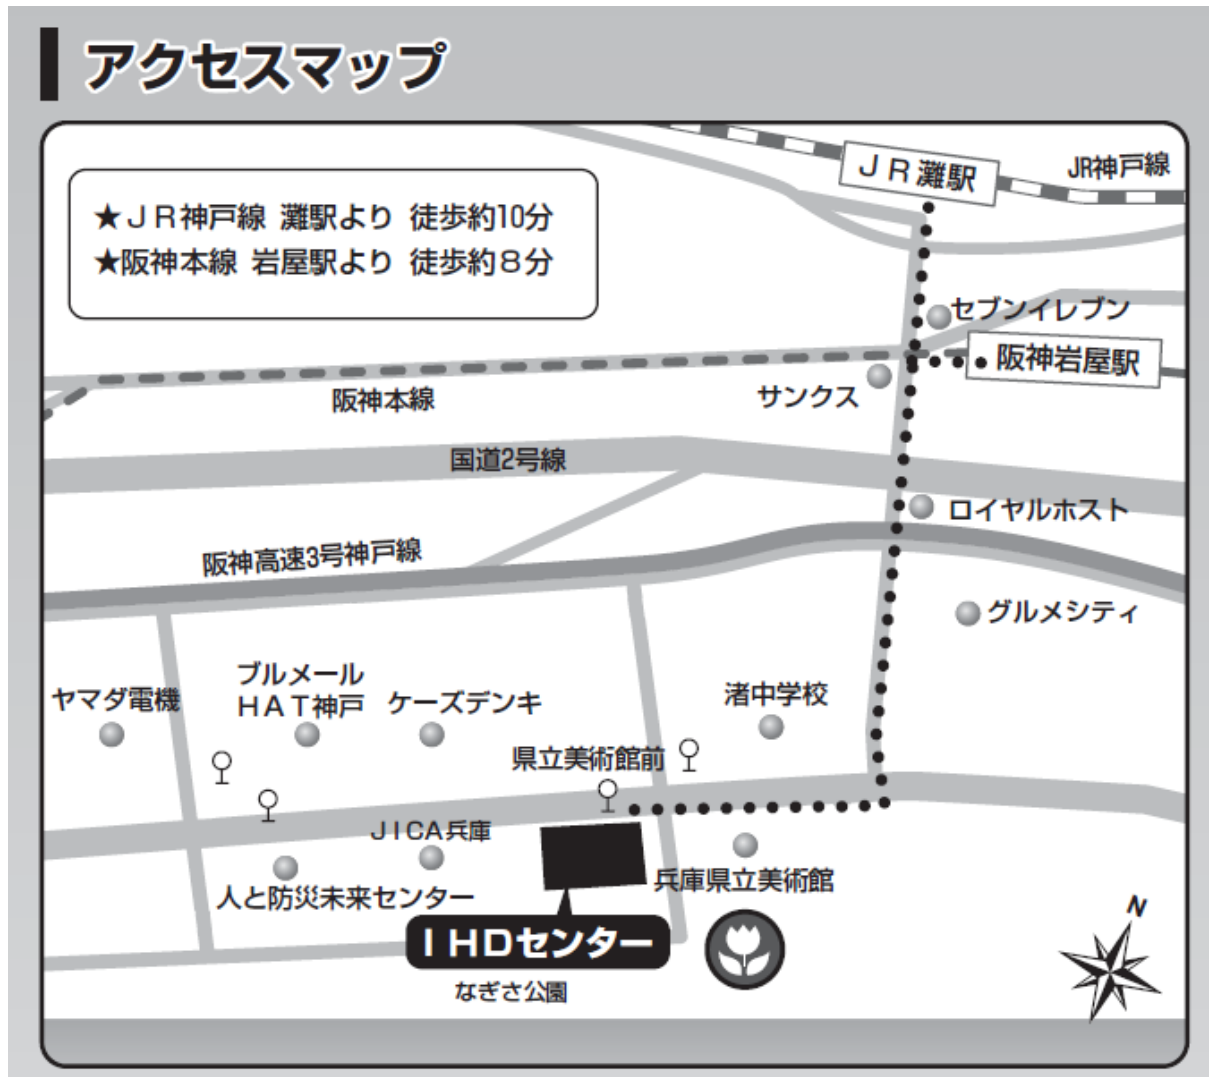 アクセスマップ
★ＪＲ神戸線 灘駅より 徒歩約10分
★阪神本線 岩屋駅より 徒歩約８分
ＪＲ灘駅
JR神戸線
セブンイレブン
阪神岩屋駅
サンクス
阪神本線
国道2号線
ロイヤルホスト
阪神高速3号神戸線
グルメシティ
ヤマダ電機
ブルメール
ＨＡＴ神戸
ケーズデンキ
渚中学校
県立美術館前
ＪＩＣＡ兵庫
人と防災未来センター
兵庫県立美術館
ＩＨＤセンター
なぎさ公園
N